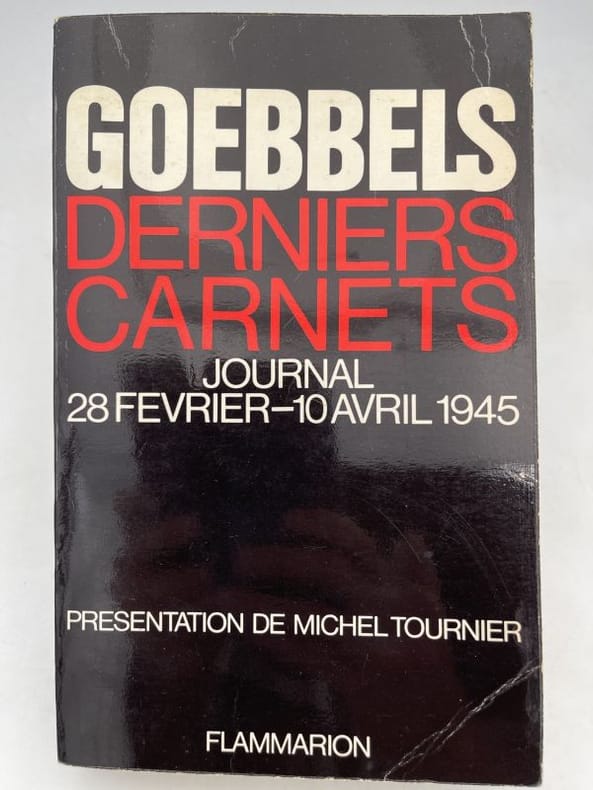 GOEBBELS
DERNIERS
CARNETS
JOURNAL
28 FEVRIER–10 AVRIL 1945
PRESENTATION DE MICHEL TOURNIER
FLAMMARION